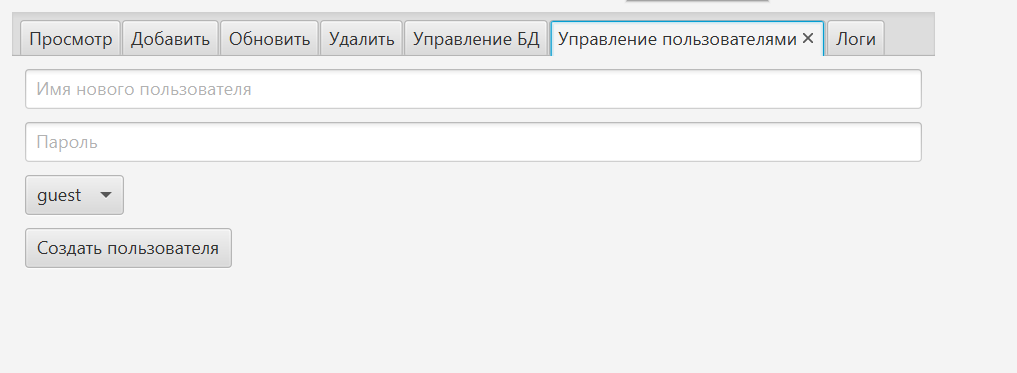 Просмотр Добавить Обновить Удалить Управление БД Управление пользователями Логи
Имя нового пользователя
Пароль
guest
Создать пользователя